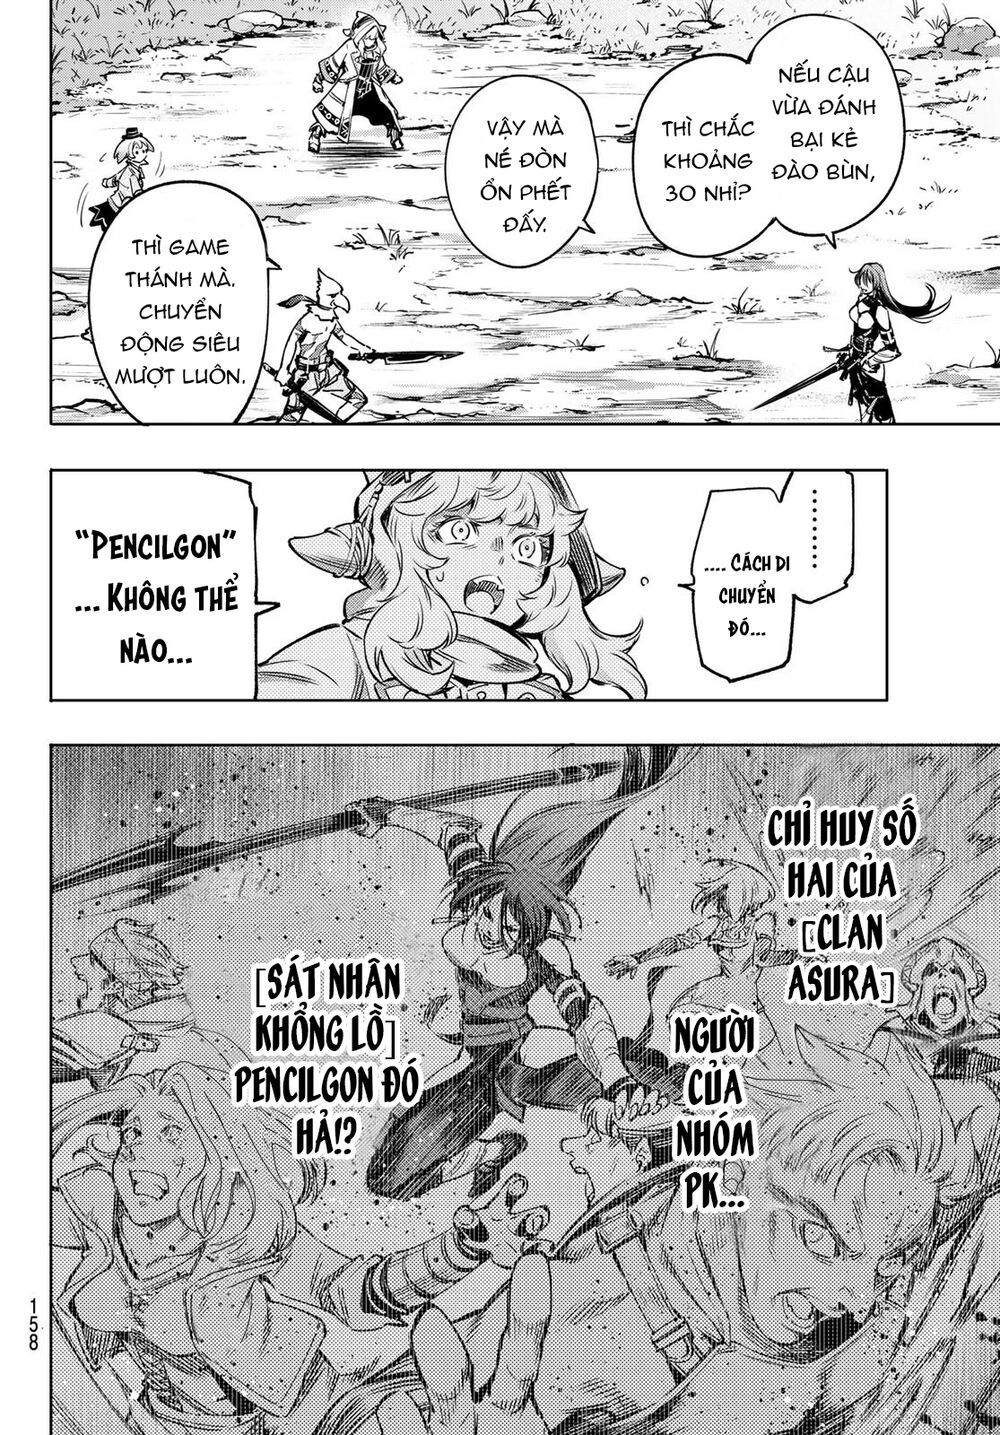 NẾU CẬU
VỪA ĐÁNH
BẠI KẺ
ĐÀO BÙN,
THÌ CHẮC
KHOẢNG
30 NHỈ?
VẬY MÀ
NÉ ĐÒN
ỔN PHẾT
ĐẤY.
THÌ GAME
THÁNH MÀ.
CHUYỂN
ĐỘNG SIÊU
MƯỢT LUÔN.
........
.... CÁCH DI
CHUYỂN
ĐÓ...
“PENCILGON”
... KHÔNG THỂ
NÀO...
CHỈ HUY SỐ
HAI CỦA
[CLAN
ASURA]
NGƯỜI
CỦA
NHÓM
PK...
[SÁT NHÂN
KHỔNG LỒ]
PENCILGON ĐÓ
HẢ!?
158